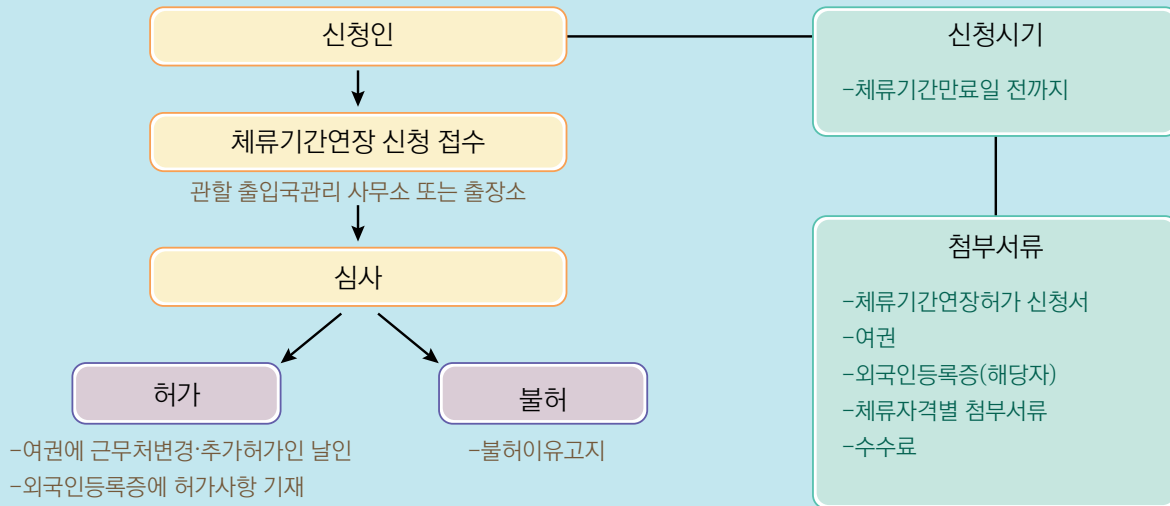 신청인
체류기간연장 신청 접수
관할 출입국관리 사무소 또는 출장소
심사
허가
-여권에 근무처변경·추가허가인 날인
-외국인등록증에 허가사항 기재
불허
-불허이유고지
신청시기
-체류기간만료일 전까지
첨부서류
-체류기간연장허가 신청서
-여권
-외국인등록증(해당자)
-체류자격별 첨부서류
-수수료